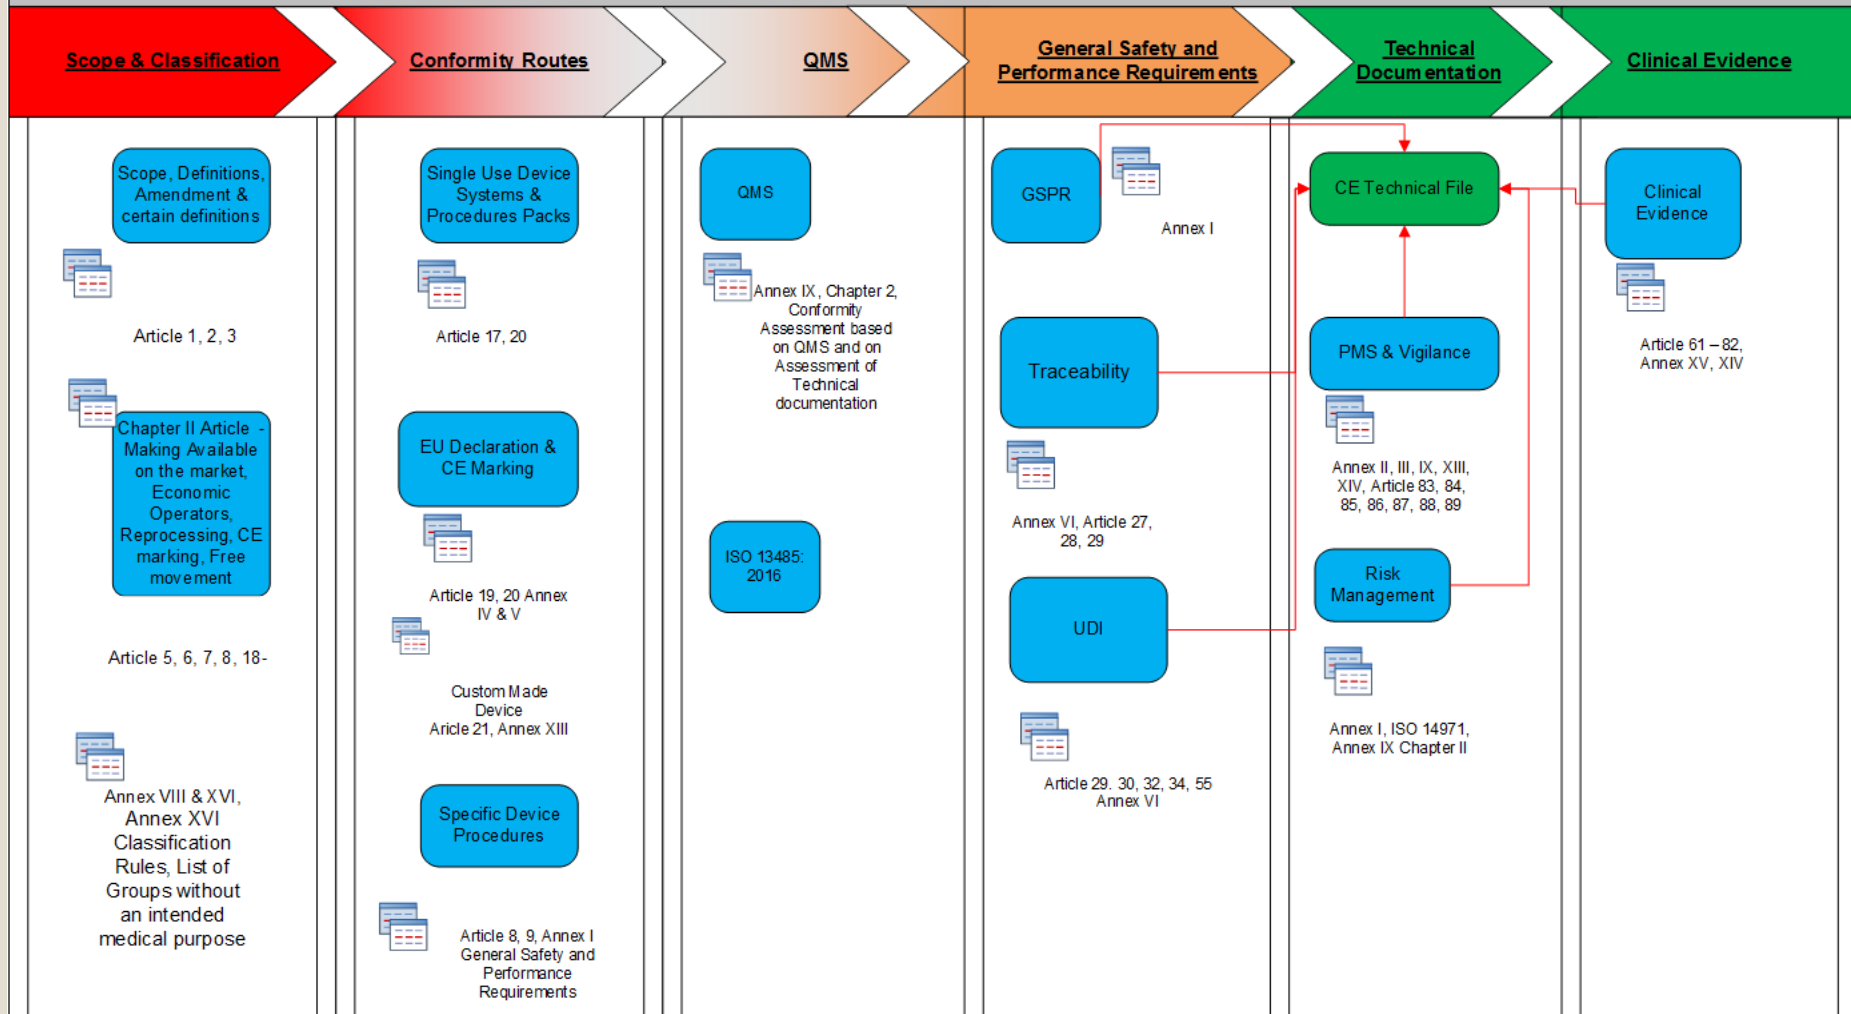 Scope & Classification
Conformity Routes
QMS
General Safety and
Performance Requirements
Technical
Documentation
Clinical Evidence
Scope, Definitions,
Amendment &
certain definitions
Article 1, 2, 3
Chapter II Article -
Making Available
on the market,
Economic
Operators,
Reprocessing, CE
marking, Free
movement
Article 5, 6, 7, 8, 18-
Annex VIII & XVI,
Annex XVI
Classification
Rules, List of
Groups without
an intended
medical purpose
Single Use Device
Systems &
Procedures Packs
Article 17, 20
EU Declaration &
CE Marking
Article 19, 20 Annex
IV & V
Custom Made
Device
Aricle 21, Annex XIII
Specific Device
Procedures
Article 8, 9, Annex I
General Safety and
Performance
Requirements
QMS
Annex IX, Chapter 2,
Conformity
Assessment based
on QMS and on
Assessment of
Technical
documentation
ISO 13485:
2016
GSPR
Annex I
Traceability
Annex VI, Article 27,
28, 29
UDI
Article 29. 30, 32, 34, 55
Annex VI
CE Technical File
PMS & Vigilance
Annex II, III, IX, XIII,
XIV, Article 83, 84,
85, 86, 87, 88, 89
Risk
Management
Annex I, ISO 14971,
Annex IX Chapter II
Clinical
Evidence
Article 61 – 82,
Annex XV, XIV